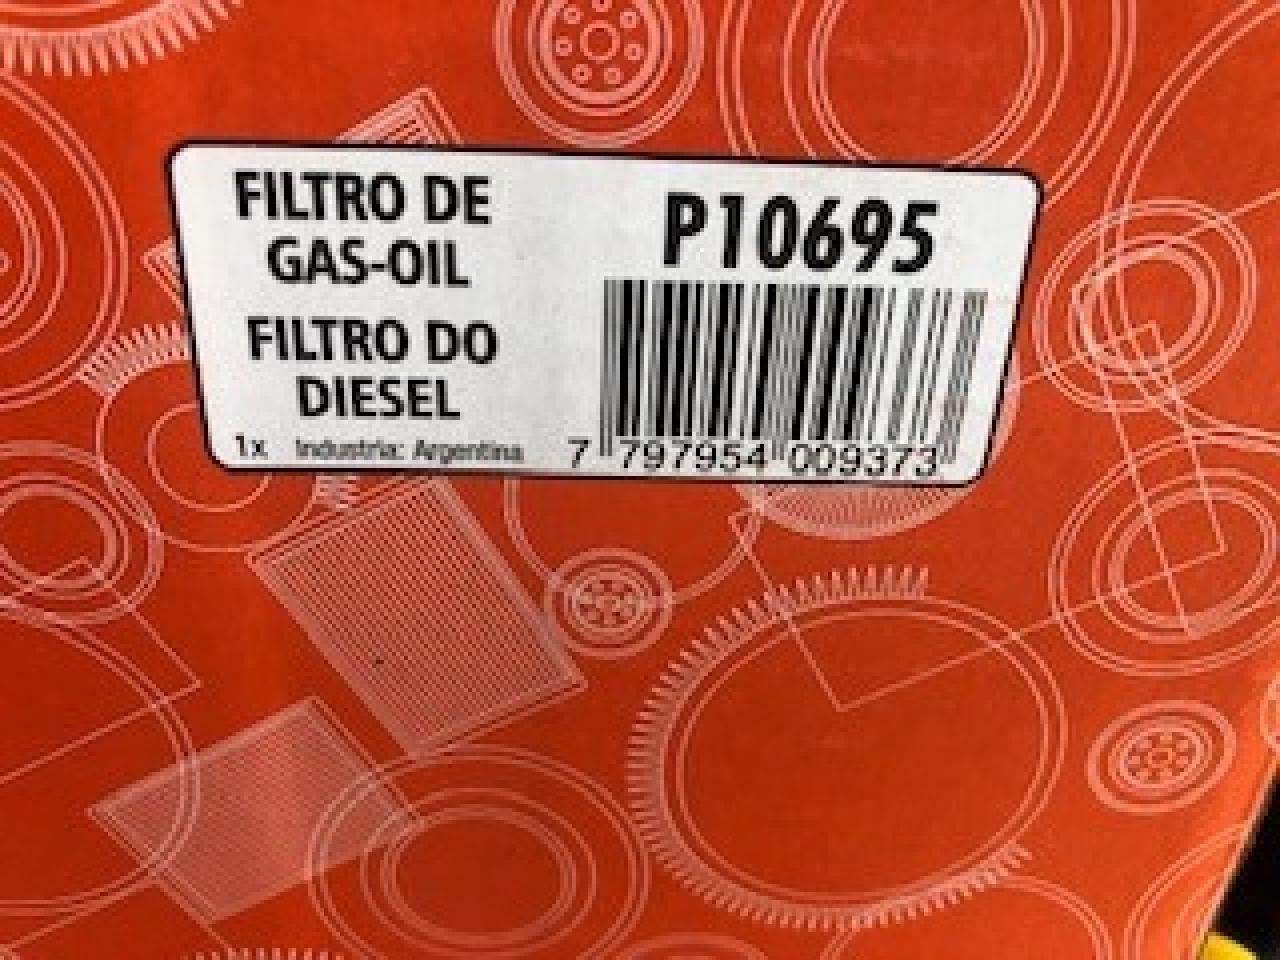 FILTRO DE
GAS-OIL
FILTRO DO
DIESEL
1x Industria: Argentina
P10695
7 797954 009373